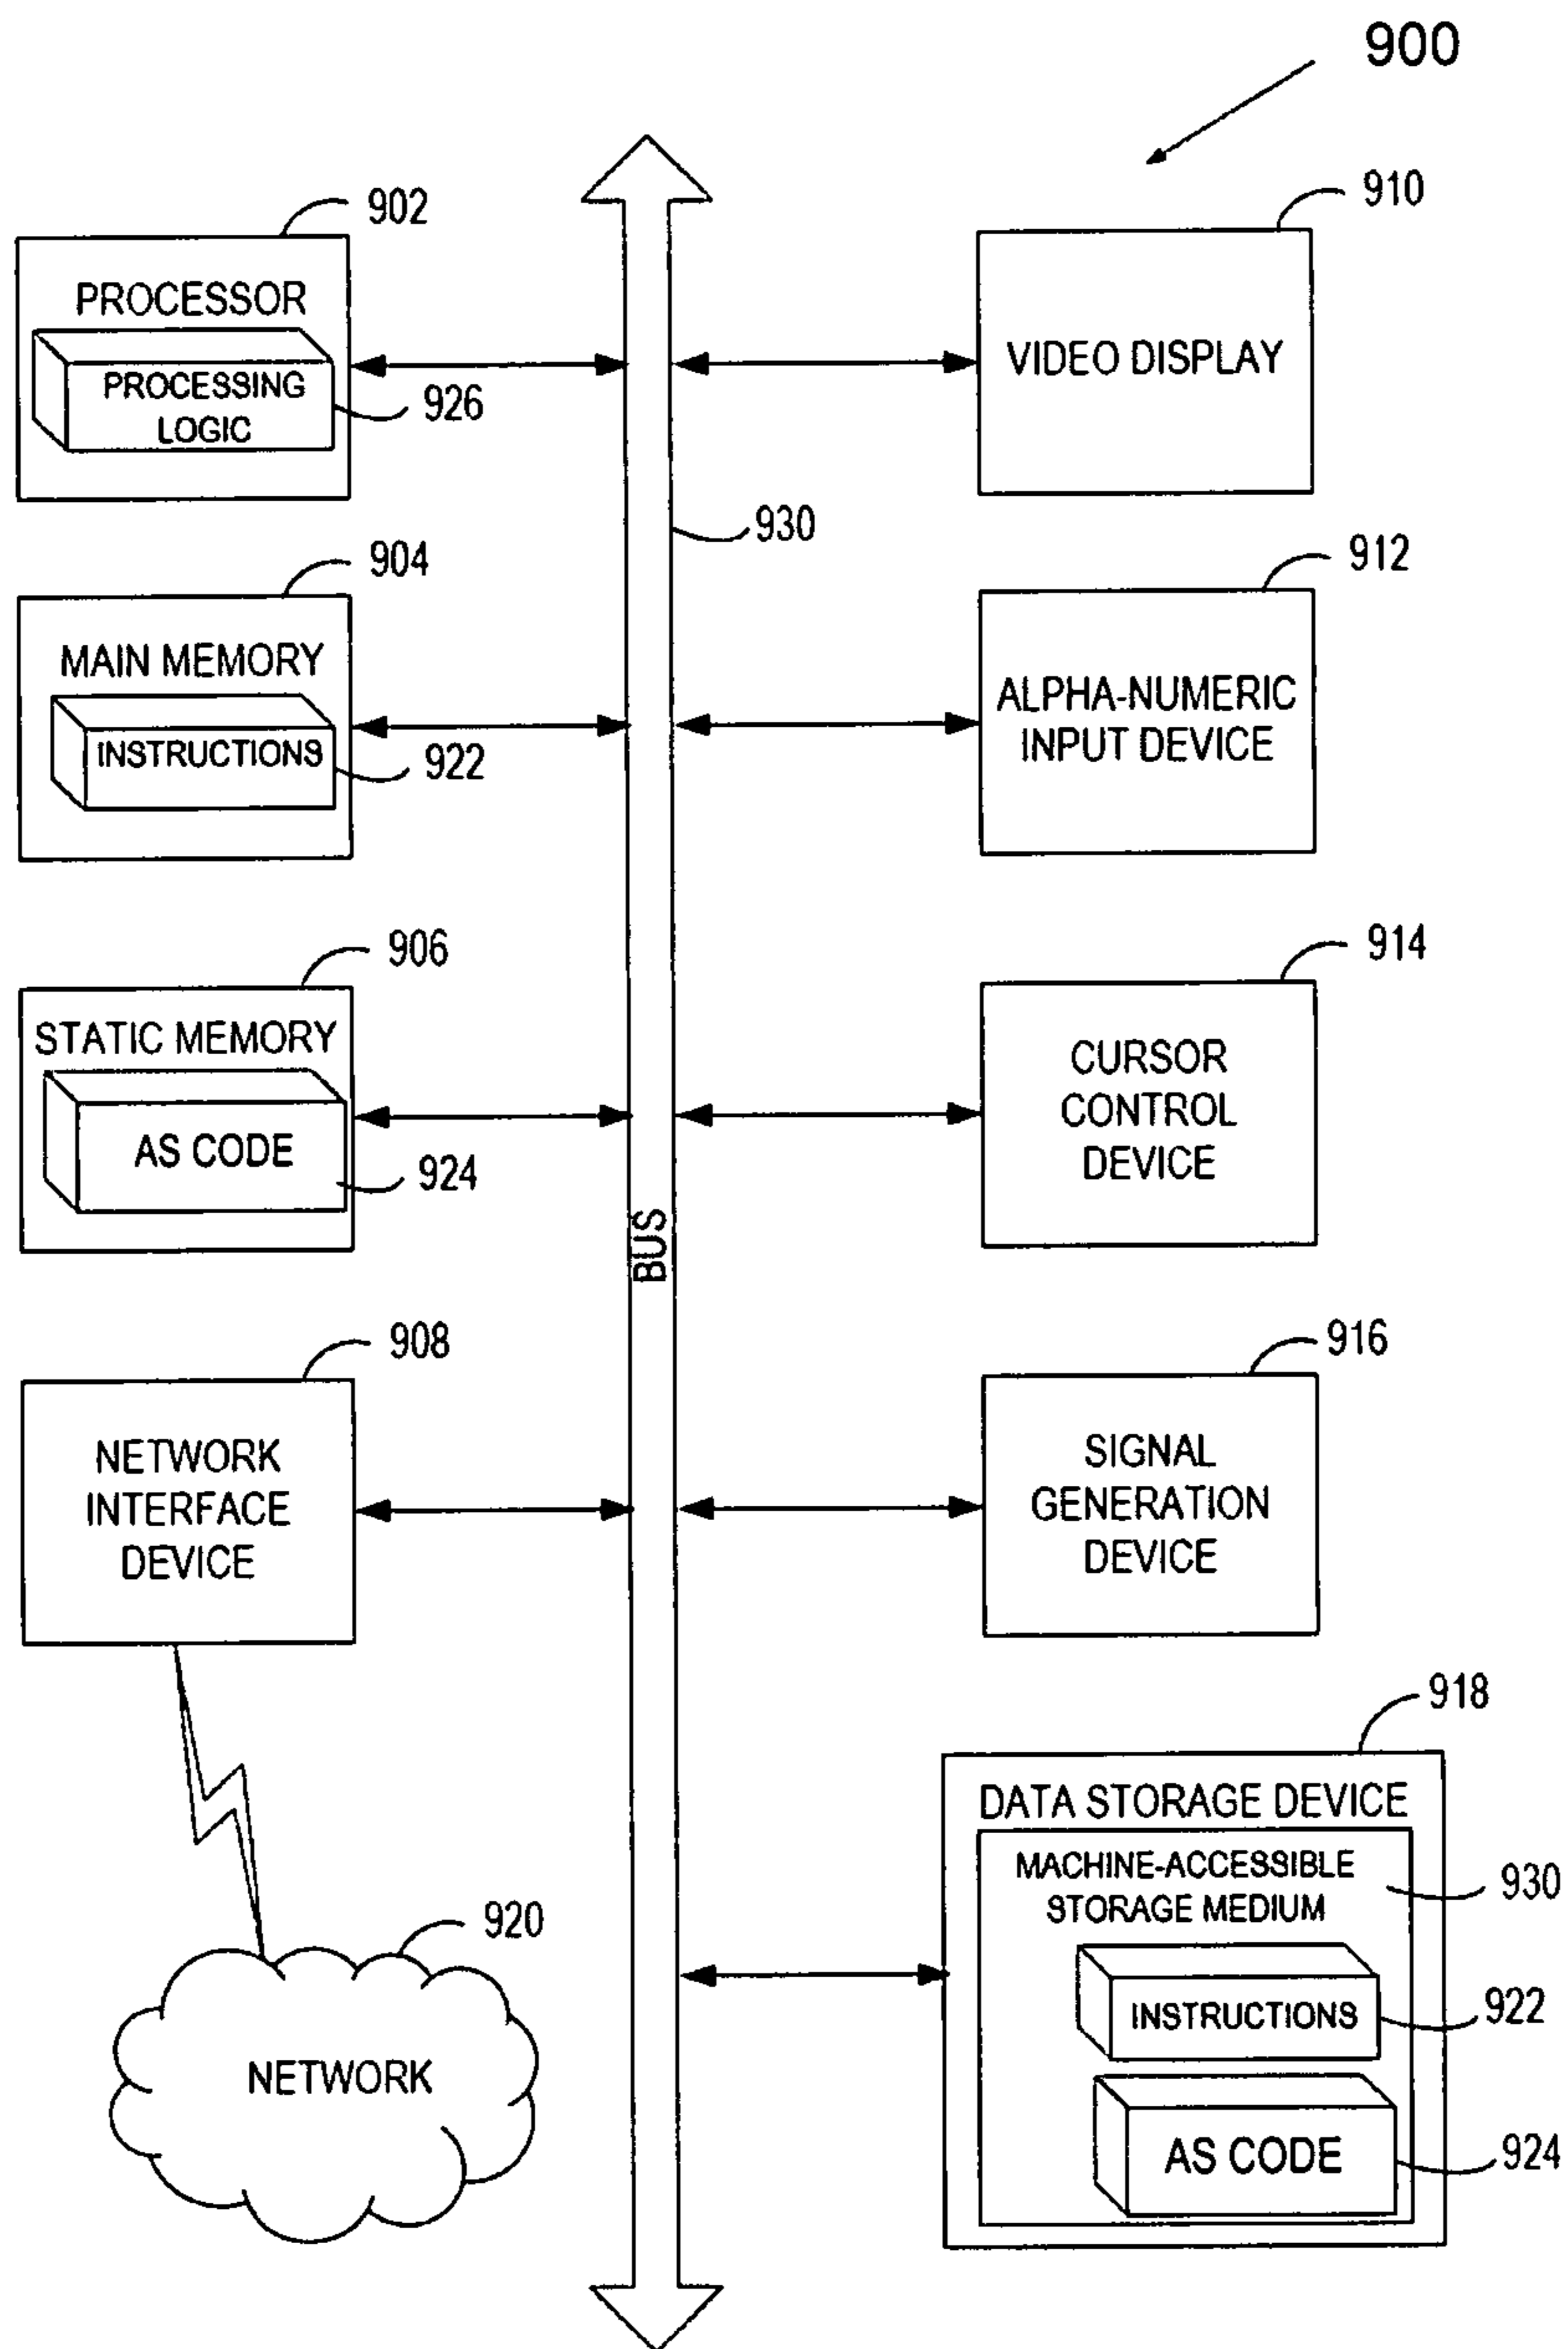 900
902
PROCESSOR
PROCESSING
LOGIC
926
910
VIDEO DISPLAY
930
904
MAIN MEMORY
INSTRUCTIONS
922
912
ALPHA-NUMERIC
INPUT DEVICE
906
STATIC MEMORY
AS CODE
924
914
CURSOR
CONTROL
DEVICE
BUS
908
NETWORK
INTERFACE
DEVICE
916
SIGNAL
GENERATION
DEVICE
918
DATA STORAGE DEVICE
MACHINE-ACCESSIBLE
STORAGE MEDIUM
930
INSTRUCTIONS
922
AS CODE
924
920
NETWORK